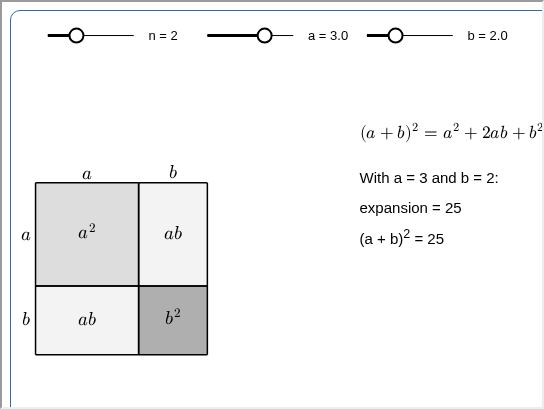 n = 2 a = 3.0 b = 2.0
(a + b)² = a² + 2ab + b²
With a = 3 and b = 2:
expansion = 25
(a + b)² = 25
a b
a a² ab
b ab b²